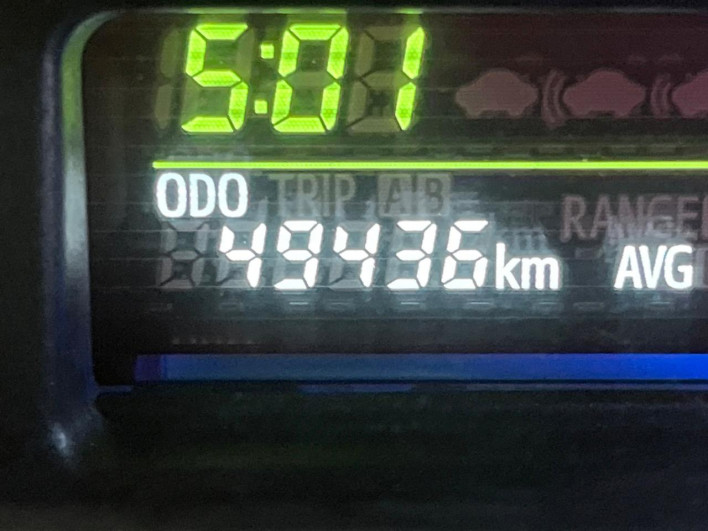 5:01
ODO TRIP A B
RANGE
49436km AVG